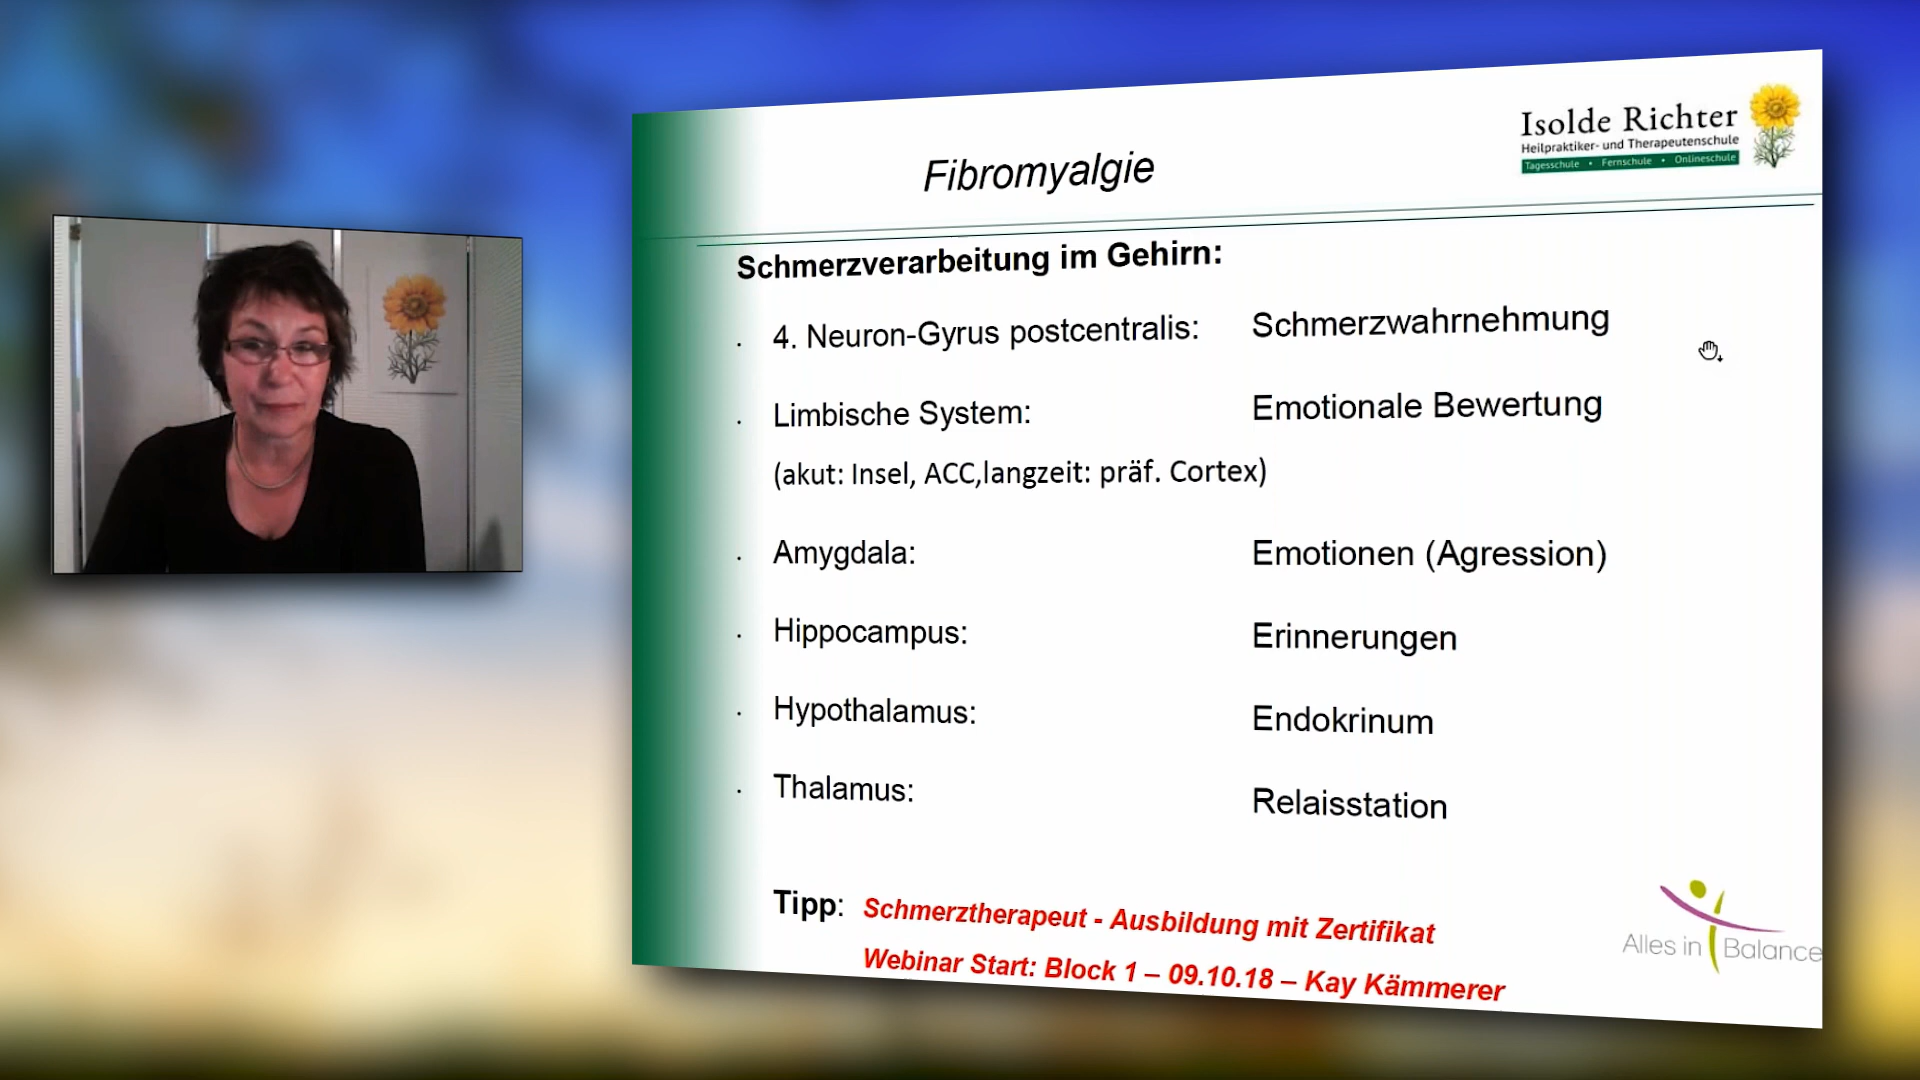 Isolde Richter
Heilpraktiker- und Therapeutenschule
Tagesschule • Fernschule • Onlineschule
Fibromyalgie
Schmerzverarbeitung im Gehirn:
. 4. Neuron-Gyrus postcentralis: Schmerzwahrnehmung
. Limbische System: Emotionale Bewertung
(akut: Insel, ACC,langzeit: präf. Cortex)
. Amygdala: Emotionen (Agression)
. Hippocampus: Erinnerungen
. Hypothalamus: Endokrinum
. Thalamus: Relaisstation
Tipp: Schmerztherapeut - Ausbildung mit Zertifikat
Webinar Start: Block 1 – 09.10.18 – Kay Kämmerer
Alles in Balance